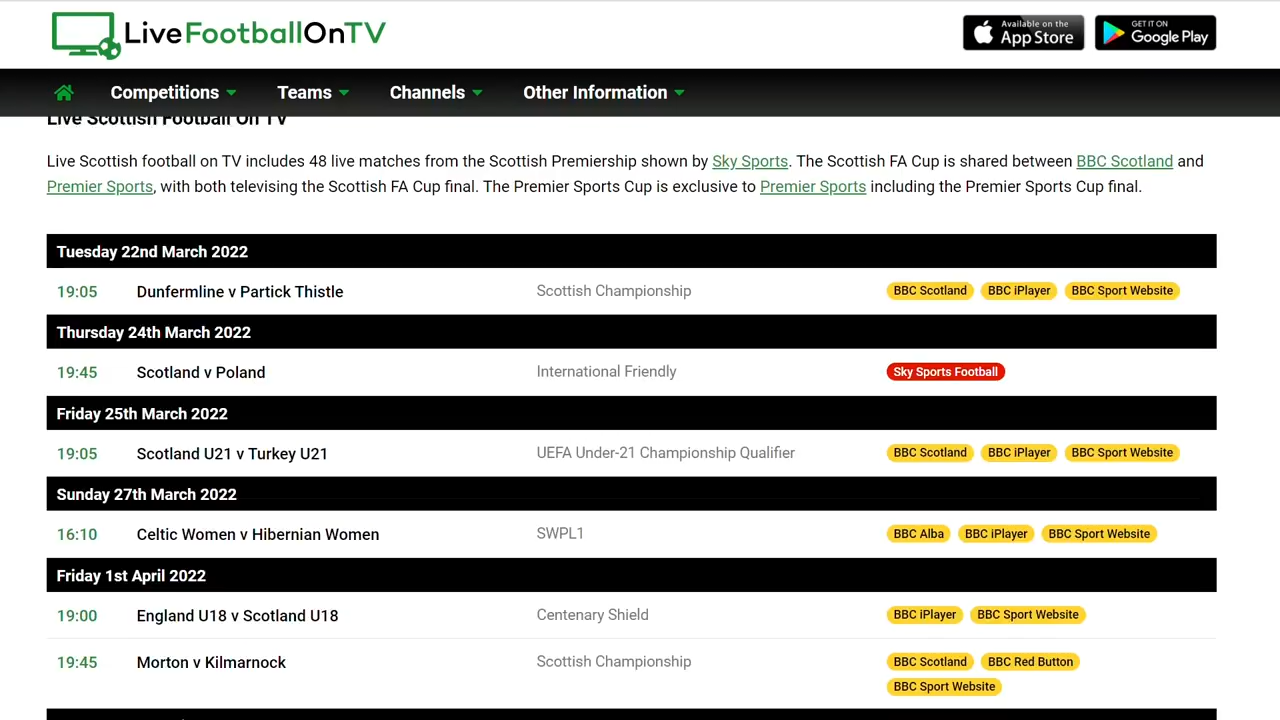 LiveFootballOnTV
Available on the
App Store
GET IT ON
Google Play
Competitions
Teams
Channels
Other Information
Live Scottish Football On TV
Live Scottish football on TV includes 48 live matches from the Scottish Premiership shown by Sky Sports. The Scottish FA Cup is shared between BBC Scotland and
Premier Sports, with both televising the Scottish FA Cup final. The Premier Sports Cup is exclusive to Premier Sports including the Premier Sports Cup final.
Tuesday 22nd March 2022
19:05 Dunfermline v Partick Thistle Scottish Championship BBC Scotland BBC iPlayer BBC Sport Website
Thursday 24th March 2022
19:45 Scotland v Poland International Friendly Sky Sports Football
Friday 25th March 2022
19:05 Scotland U21 v Turkey U21 UEFA Under-21 Championship Qualifier BBC Scotland BBC iPlayer BBC Sport Website
Sunday 27th March 2022
16:10 Celtic Women v Hibernian Women SWPL1 BBC Alba BBC iPlayer BBC Sport Website
Friday 1st April 2022
19:00 England U18 v Scotland U18 Centenary Shield BBC iPlayer BBC Sport Website
19:45 Morton v Kilmarnock Scottish Championship BBC Scotland BBC Red Button
BBC Sport Website